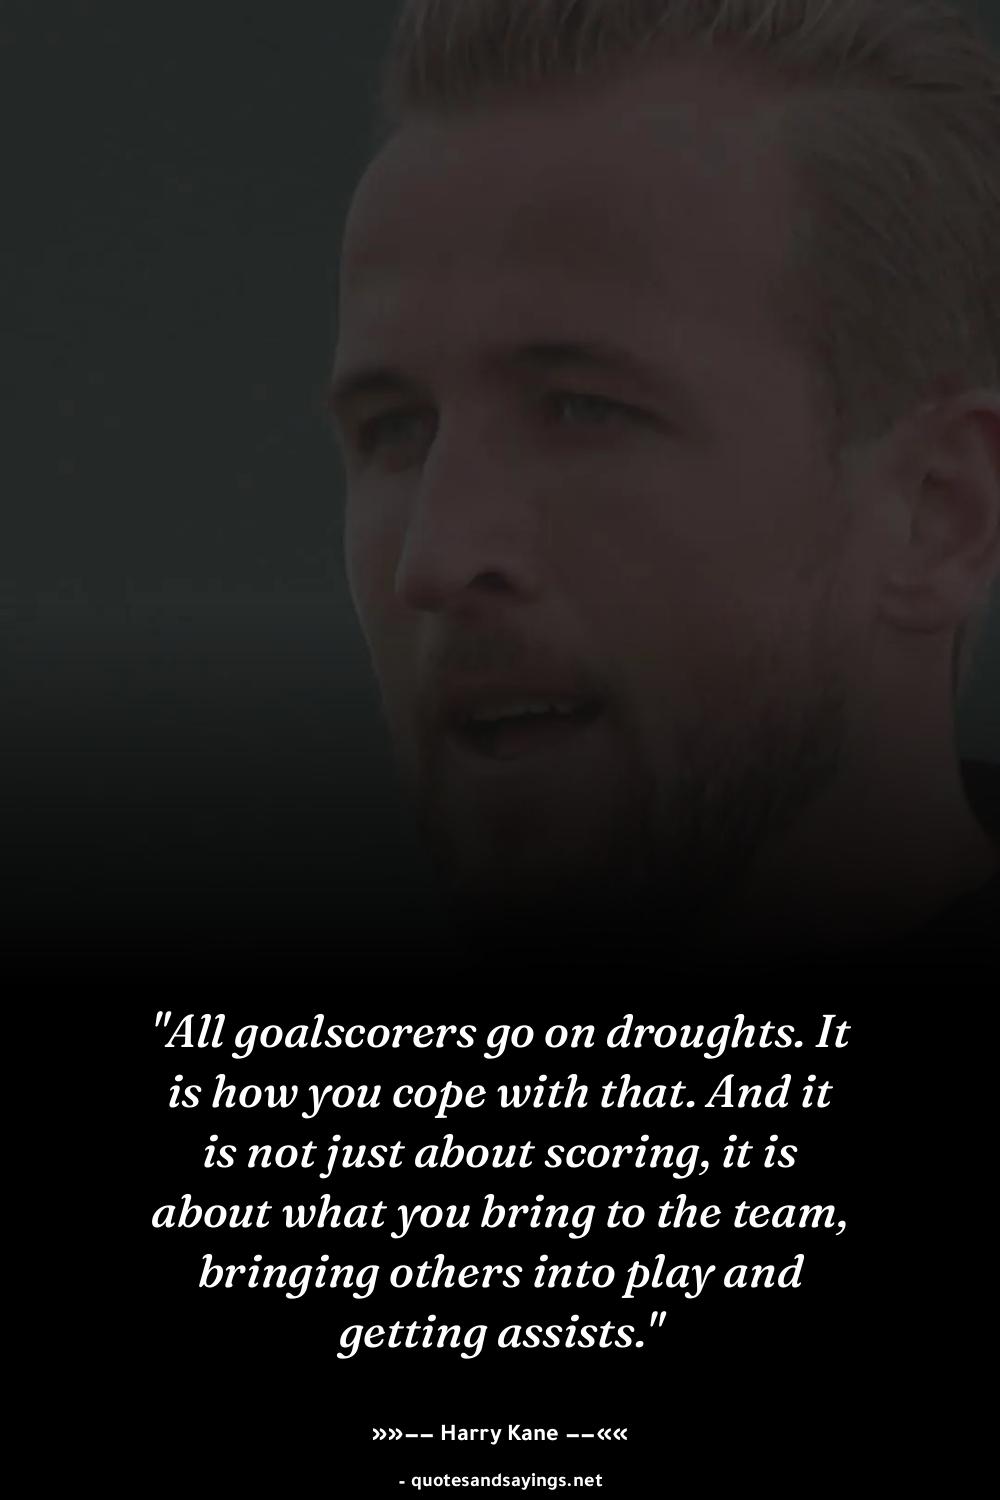 "All goalscorers go on droughts. It
is how you cope with that. And it
is not just about scoring, it is
about what you bring to the team,
bringing others into play and
getting assists."
»»–– Harry Kane ––««
- quotesandsayings.net